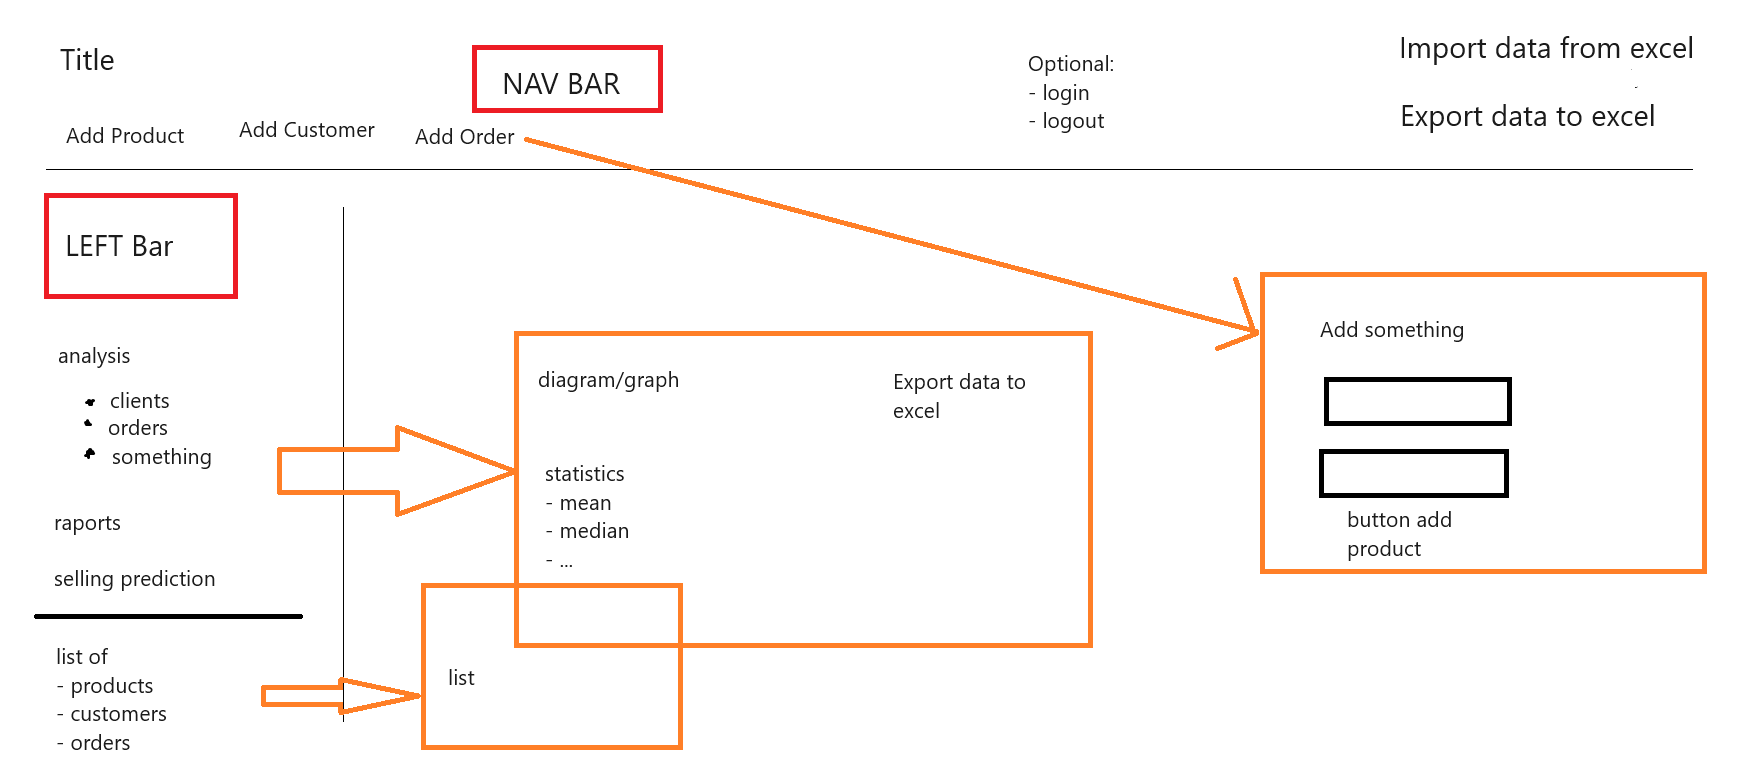 Title
NAV BAR
Add Product
Add Customer
Add Order
Optional:
- login
- logout
Import data from excel
Export data to excel
LEFT Bar
analysis
clients
orders
something
raports
selling prediction
list of
- products
- customers
- orders
diagram/graph
Export data to
excel
statistics
- mean
- median
- ...
list
Add something
button add
product